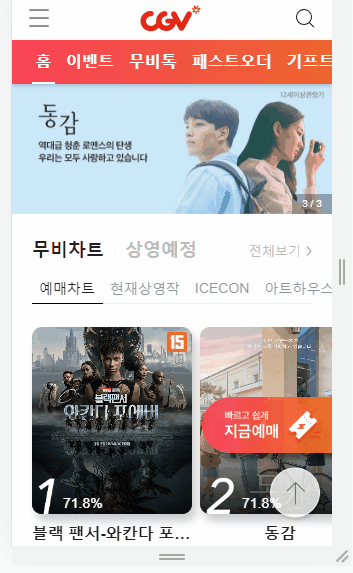 CGV
홈 이벤트 무비톡 패스트오더 기프트
12세이상관람가
동감
역대급 청춘 로맨스의 탄생
우리는 모두 사랑하고 있습니다
3 / 3
무비차트 상영예정 전체보기 >
예매차트 현재상영작 ICECON 아트하우스
15
블랙팬서
와칸다 포에버
빠르고 쉽게
지금예매
1 71.8%
2 71.8%
블랙 팬서-와칸다 포...
동감